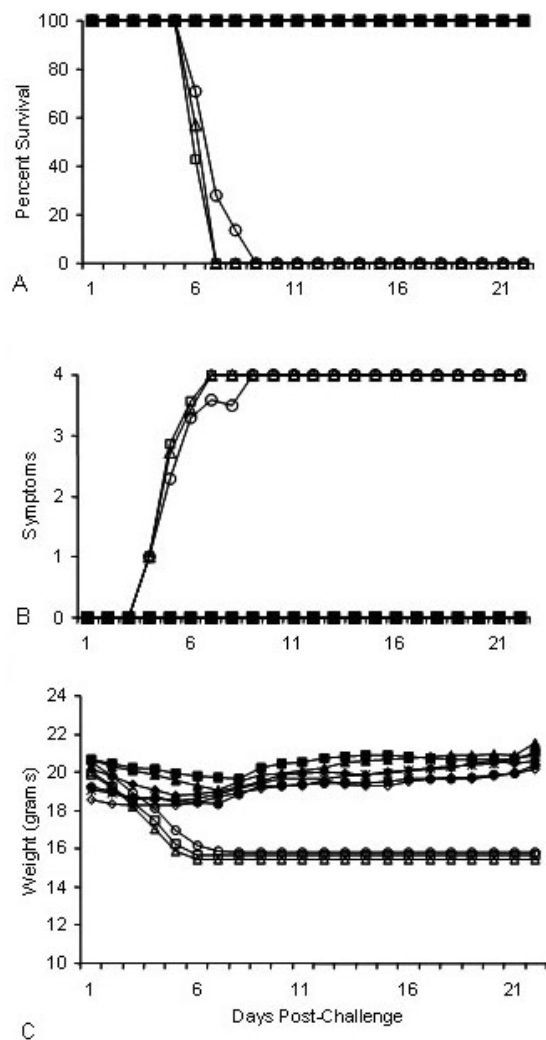 100
80
60
40
20
0
Percent Survival
1 6 11 16 21
A
4
3
2
1
0
Symptoms
1 6 11 16 21
B
24
22
20
18
16
14
12
10
Weight (grams)
1 6 11 16 21
Days Post-Challenge
C